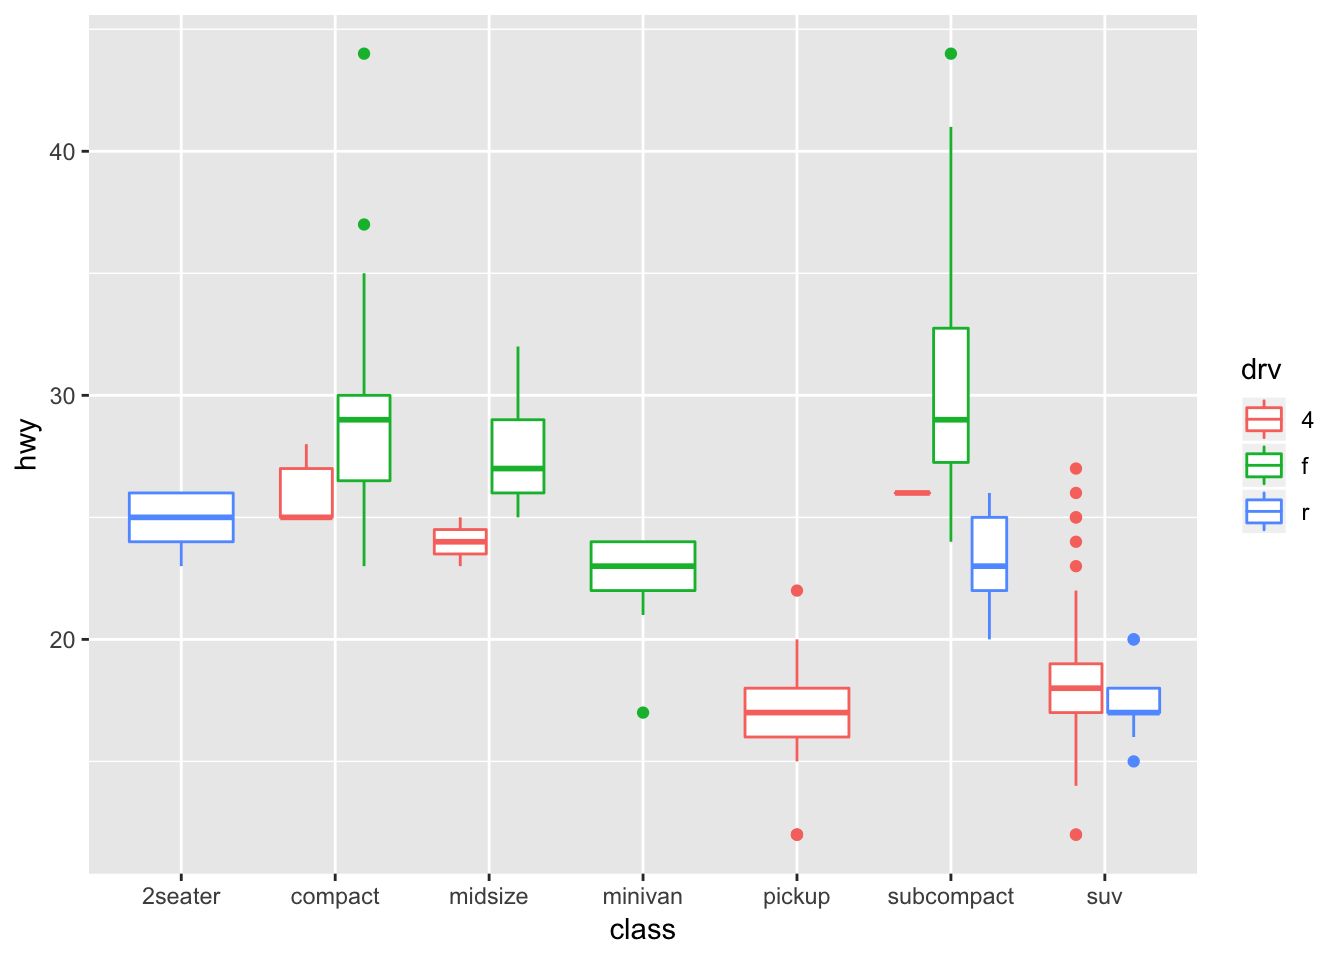 40
30
20
hwy
2seater compact midsize minivan pickup subcompact suv
class
drv
4
f
r